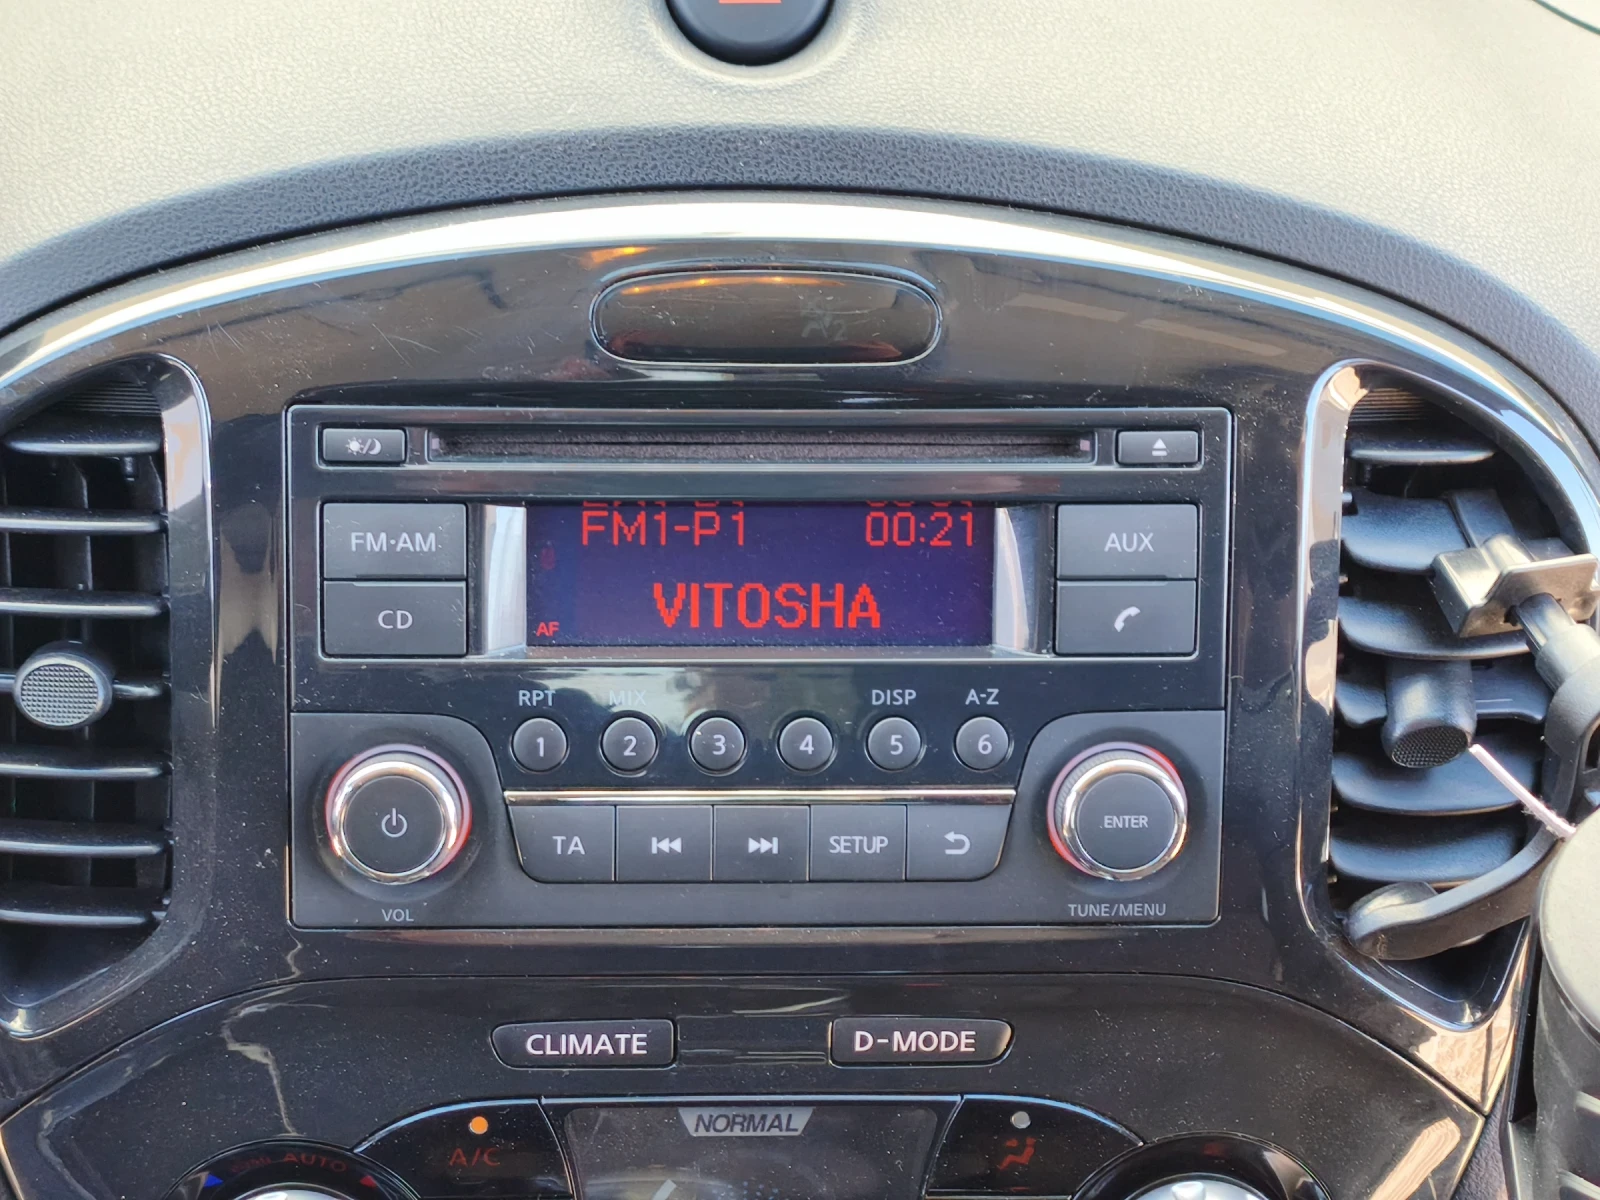 FM1-P1 00:21
VITOSHA
AF
FM·AM
CD
AUX
RPT MIX DISP A-Z
1 2 3 4 5 6
TA SETUP
ENTER
VOL
TUNE/MENU
CLIMATE
D-MODE
NORMAL
A/C
AUTO